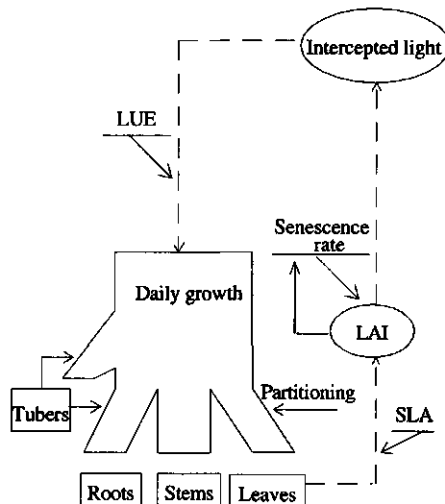 Intercepted light
LUE
Senescence
rate
Daily growth
LAI
Partitioning
Tubers
SLA
Roots
Stems
Leaves